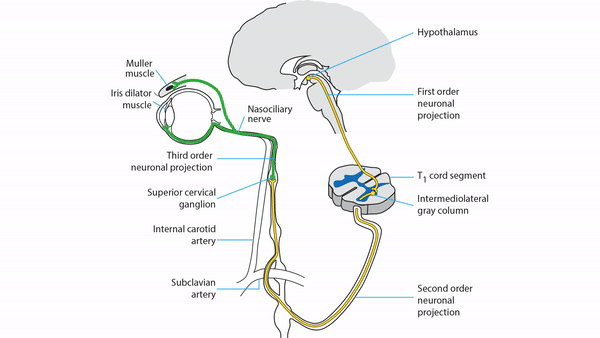 Hypothalamus
Muller
muscle
Iris dilator
muscle
First order
neuronal
projection
Nasociliary
nerve
Third order
neuronal projection
T1 cord segment
Superior cervical
ganglion
Intermediolateral
gray column
Internal carotid
artery
Subclavian
artery
Second order
neuronal
projection